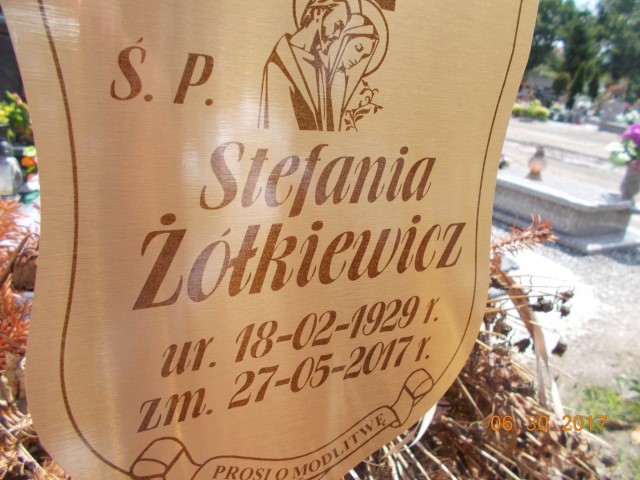 Ś. P.
Stefania
Żółkiewicz
ur. 18-02-1929 r.
zm. 27-05-2017 r.
PROSI O MODLITWĘ
06 30 2017